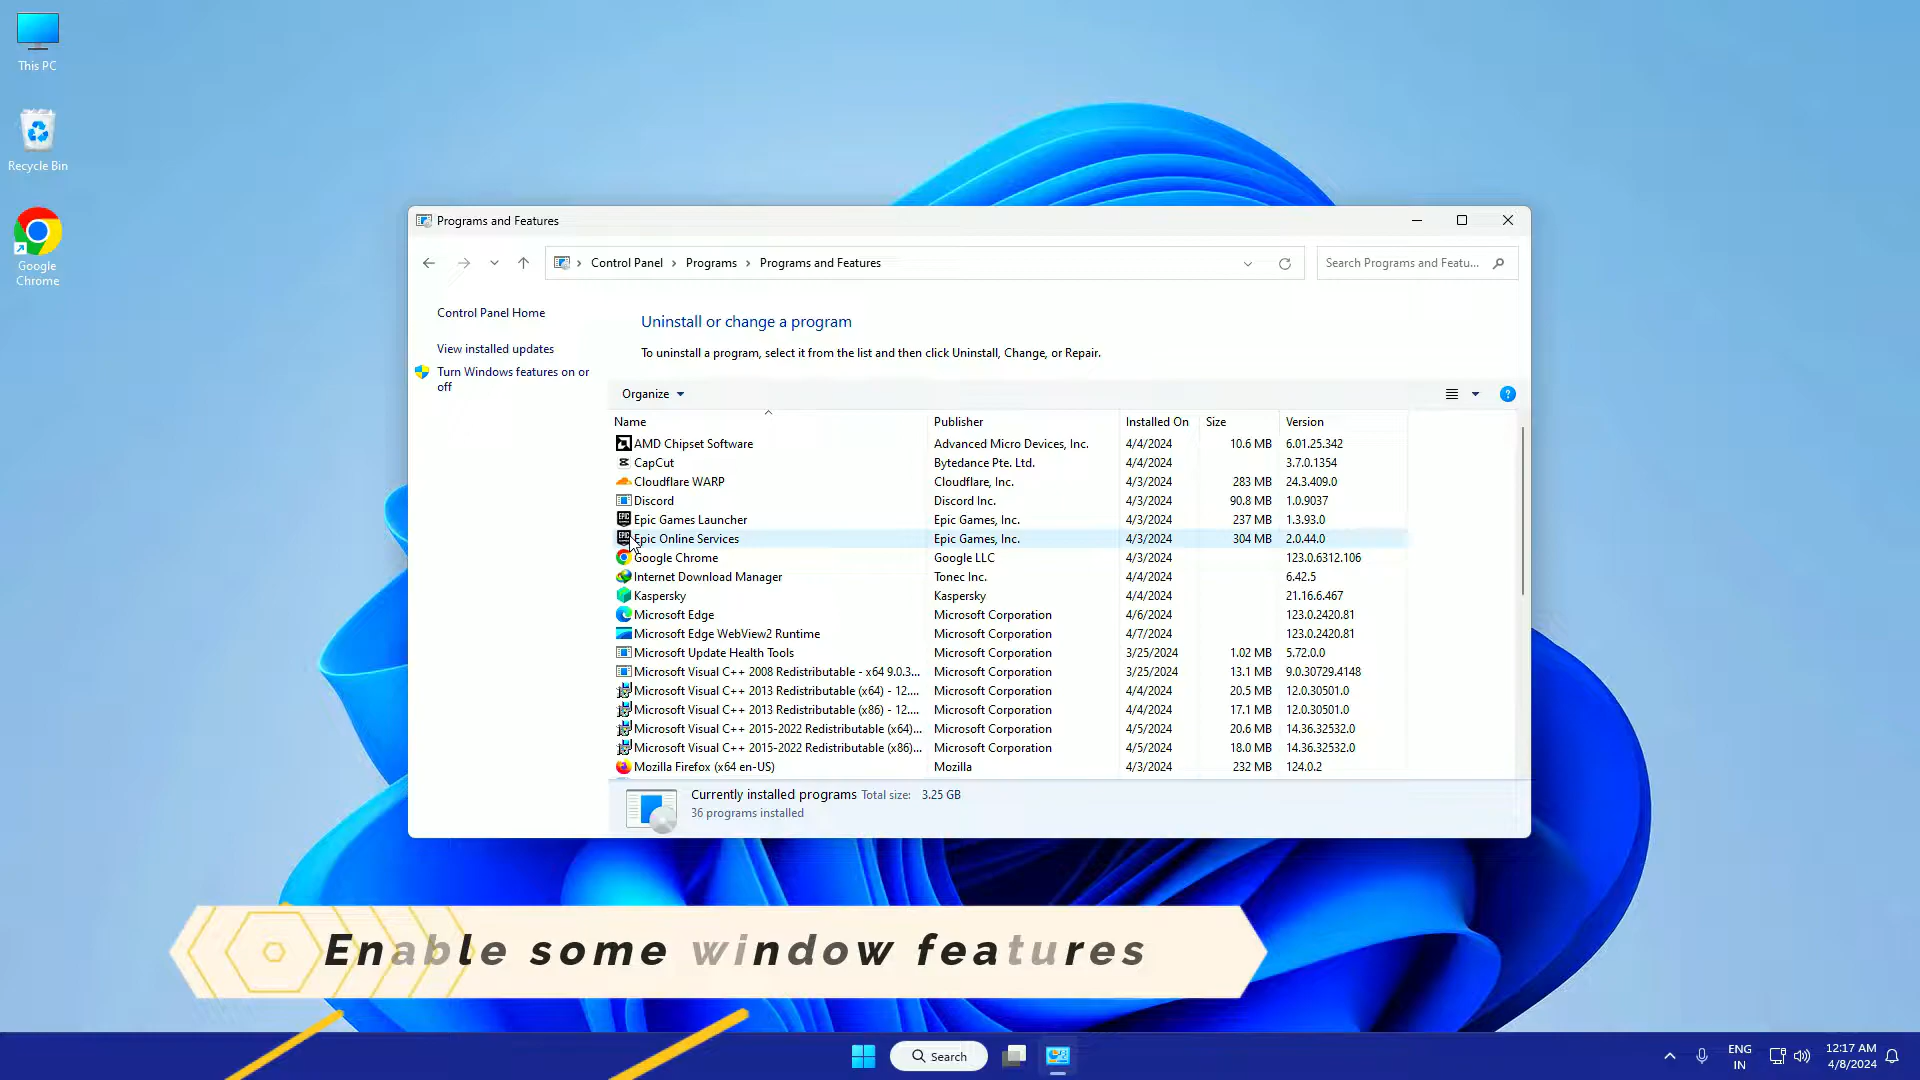 This PC
Recycle Bin
Google
Chrome
Programs and Features
Control Panel > Programs > Programs and Features
Search Programs and Featu...
Control Panel Home
View installed updates
Turn Windows features on or
off
Uninstall or change a program
To uninstall a program, select it from the list and then click Uninstall, Change, or Repair.
Organize
Name Publisher Installed On Size Version
AMD Chipset Software Advanced Micro Devices, Inc. 4/4/2024 10.6 MB 6.01.25.342
CapCut Bytedance Pte. Ltd. 4/4/2024 3.7.0.1354
Cloudflare WARP Cloudflare, Inc. 4/3/2024 283 MB 24.3.409.0
Discord Discord Inc. 4/3/2024 90.8 MB 1.0.9037
Epic Games Launcher Epic Games, Inc. 4/3/2024 237 MB 1.3.93.0
Epic Online Services Epic Games, Inc. 4/3/2024 304 MB 2.0.44.0
Google Chrome Google LLC 4/3/2024 123.0.6312.106
Internet Download Manager Tonec Inc. 4/4/2024 6.42.5
Kaspersky Kaspersky 4/4/2024 21.16.6.467
Microsoft Edge Microsoft Corporation 4/6/2024 123.0.2420.81
Microsoft Edge WebView2 Runtime Microsoft Corporation 4/7/2024 123.0.2420.81
Microsoft Update Health Tools Microsoft Corporation 3/25/2024 1.02 MB 5.72.0.0
Microsoft Visual C++ 2008 Redistributable - x64 9.0.3... Microsoft Corporation 3/25/2024 13.1 MB 9.0.30729.4148
Microsoft Visual C++ 2013 Redistributable (x64) - 12.... Microsoft Corporation 4/4/2024 20.5 MB 12.0.30501.0
Microsoft Visual C++ 2013 Redistributable (x86) - 12.... Microsoft Corporation 4/4/2024 17.1 MB 12.0.30501.0
Microsoft Visual C++ 2015-2022 Redistributable (x64)... Microsoft Corporation 4/5/2024 20.6 MB 14.36.32532.0
Microsoft Visual C++ 2015-2022 Redistributable (x86)... Microsoft Corporation 4/5/2024 18.0 MB 14.36.32532.0
Mozilla Firefox (x64 en-US) Mozilla 4/3/2024 232 MB 124.0.2
Currently installed programs Total size: 3.25 GB
36 programs installed
Enable some window features
Search
ENG
IN
12:17 AM
4/8/2024